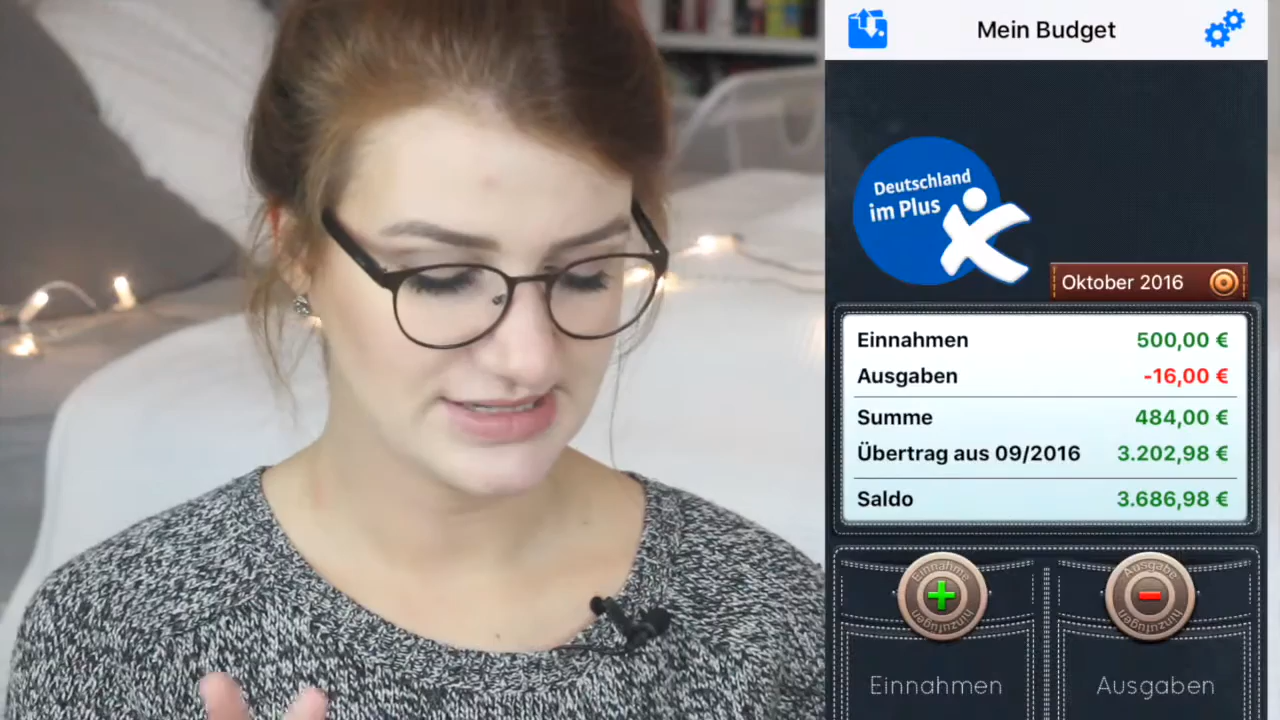 Mein Budget
Deutschland
im Plus
Oktober 2016
Einnahmen 500,00 €
Ausgaben -16,00 €
Summe 484,00 €
Übertrag aus 09/2016 3.202,98 €
Saldo 3.686,98 €
Einnahme
hinzufügen
Ausgabe
hinzufügen
Einnahmen
Ausgaben